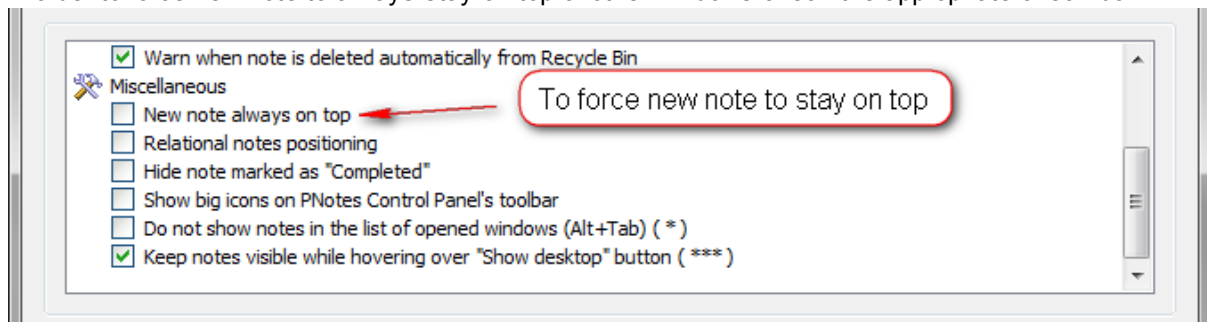 Warn when note is deleted automatically from Recycle Bin
Miscellaneous
New note always on top
To force new note to stay on top
Relational notes positioning
Hide note marked as "Completed"
Show big icons on PNotes Control Panel's toolbar
Do not show notes in the list of opened windows (Alt+Tab) ( * )
Keep notes visible while hovering over "Show desktop" button ( *** )